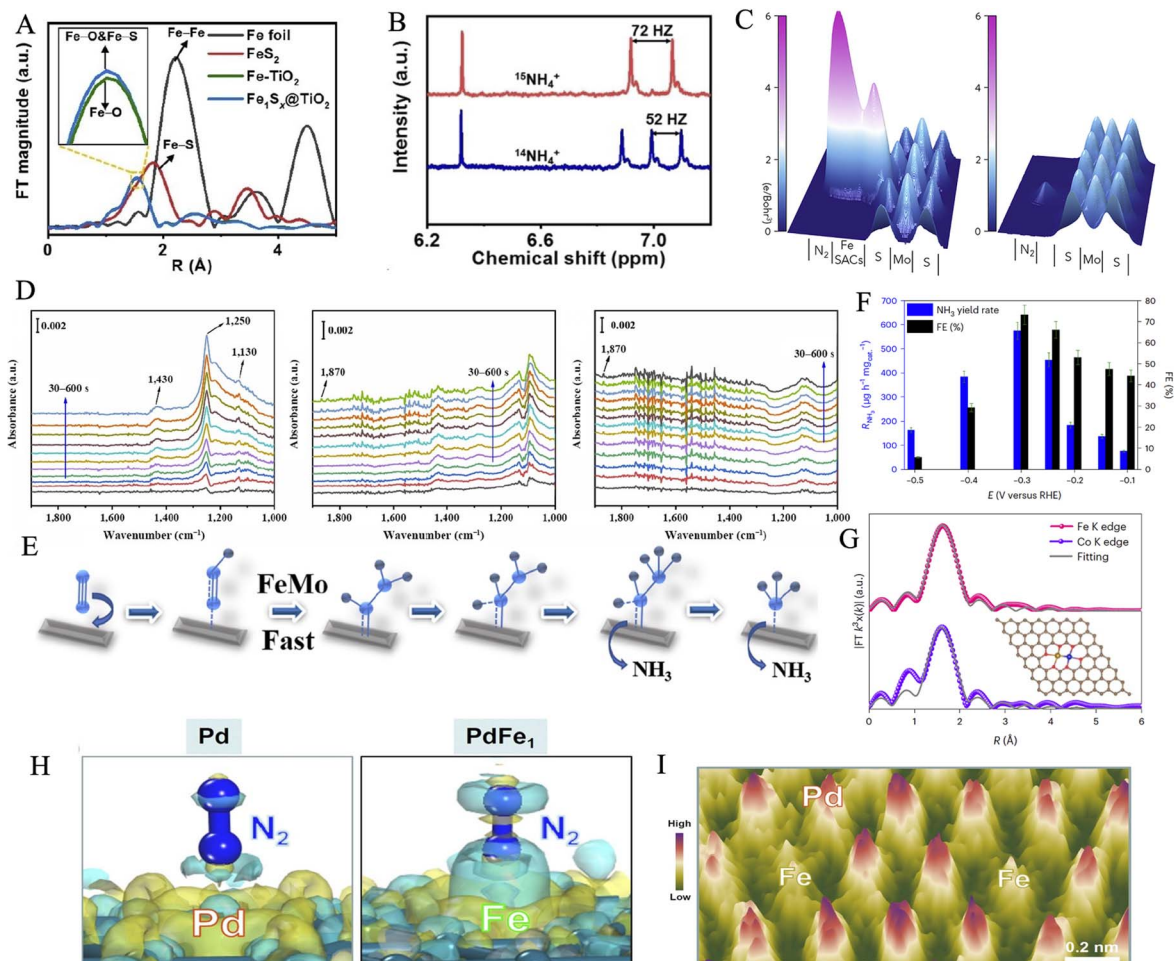 A
FT magnitude (a.u.)
Fe–O&Fe–S
Fe–O
Fe–Fe
Fe–S
Fe foil
FeS₂
Fe-TiO₂
Fe₁Sₓ@TiO₂
0 2 4
R (Å)
B
Intensity (a.u.)
72 HZ
¹⁵NH₄⁺
52 HZ
¹⁴NH₄⁺
6.2 6.6 7.0
Chemical shift (ppm)
C
6
4
2
0
(e/Bohr³)
N₂ Fe SACs S Mo S
6
4
2
0
N₂ S Mo S
D
0.002
1,250
1,130
1,430
30–600 s
Absorbance (a.u.)
1,800 1,600 1,400 1,200 1,000
Wavenumber (cm⁻¹)
0.002
1,870
30–600 s
Absorbance (a.u.)
1,800 1,600 1,400 1,200 1,000
Wavenumber (cm⁻¹)
0.002
1,870
30–600 s
Absorbance (a.u.)
1,800 1,600 1,400 1,200 1,000
Wavenumber (cm⁻¹)
F
NH₃ yield rate
FE (%)
700
600
500
400
300
200
100
0
R_NH₃ (µg h⁻¹ mg_cat.⁻¹)
80
70
60
50
40
30
20
10
0
FE (%)
–0.5 –0.4 –0.3 –0.2 –0.1
E (V versus RHE)
E
FeMo
Fast
NH₃
NH₃
G
Fe K edge
Co K edge
Fitting
|FT k³χ(k)| (a.u.)
0 1 2 3 4 5 6
R (Å)
H
Pd
N₂
Pd
PdFe₁
N₂
Fe
I
High
Low
Pd
Fe
Fe
0.2 nm